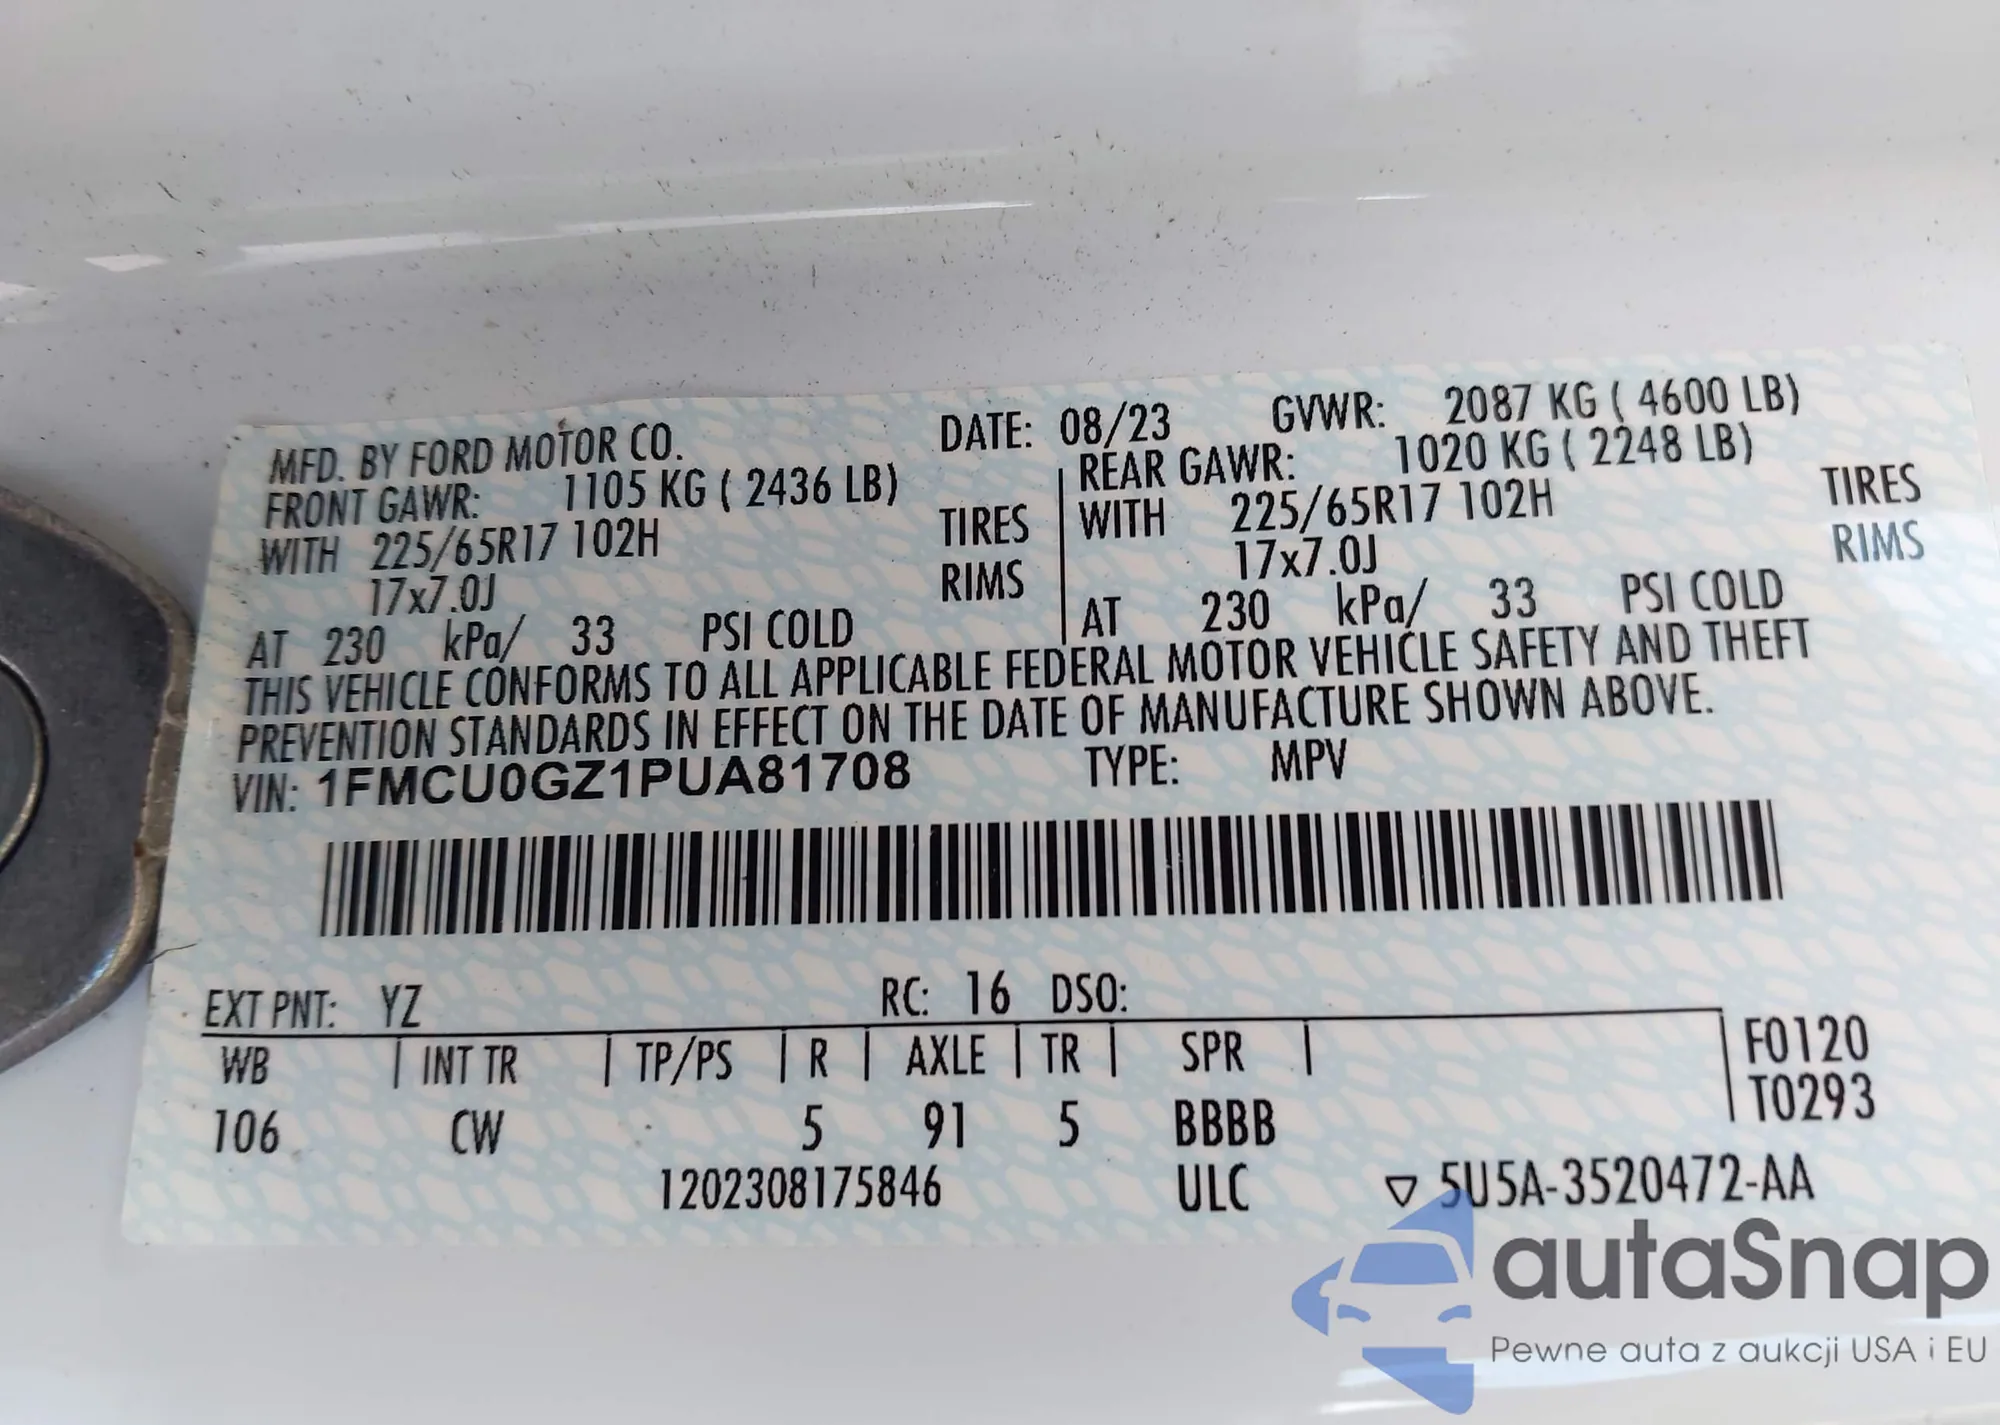 MFD. BY FORD MOTOR CO. DATE: 08/23 GVWR: 2087 KG ( 4600 LB)
FRONT GAWR: 1105 KG ( 2436 LB) REAR GAWR: 1020 KG ( 2248 LB)
WITH 225/65R17 102H TIRES WITH 225/65R17 102H TIRES
17x7.0J RIMS 17x7.0J RIMS
AT 230 kPa/ 33 PSI COLD AT 230 kPa/ 33 PSI COLD
THIS VEHICLE CONFORMS TO ALL APPLICABLE FEDERAL MOTOR VEHICLE SAFETY AND THEFT
PREVENTION STANDARDS IN EFFECT ON THE DATE OF MANUFACTURE SHOWN ABOVE.
VIN: 1FMCU0GZ1PUA81708 TYPE: MPV
EXT PNT: YZ RC: 16 DSO:
WB INT TR TP/PS R AXLE TR SPR F0120
T0293
106 CW 5 91 5 BBBB
1202308175846 ULC 5U5A-3520472-AA
autaSnap
Pewne auta z aukcji USA i EU